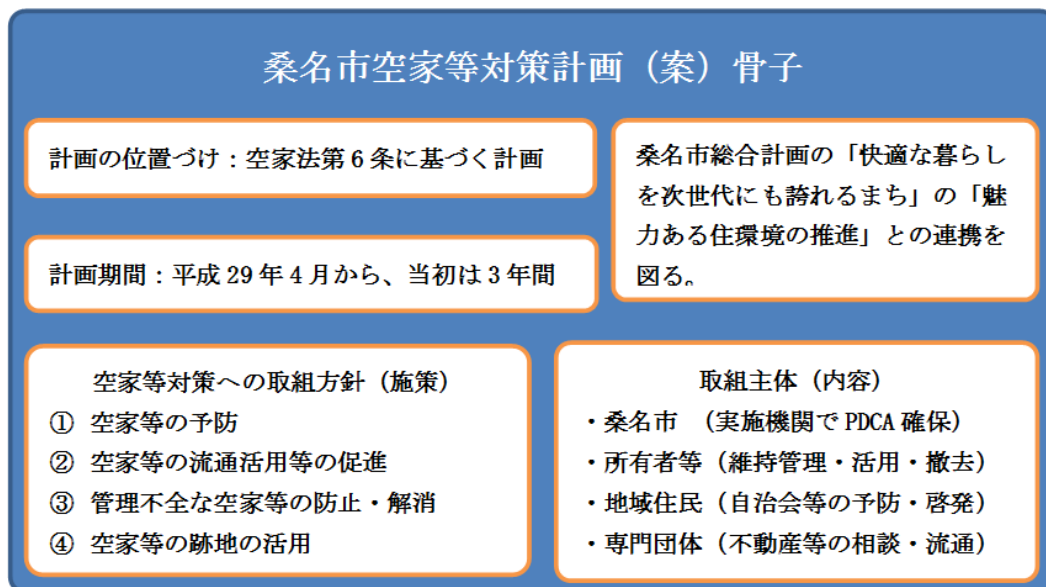 桑名市空家等対策計画（案）骨子
計画の位置づけ：空家法第6条に基づく計画
計画期間：平成29年4月から、当初は3年間
桑名市総合計画の「快適な暮らし
を次世代にも誇れるまち」の「魅
力ある住環境の推進」との連携を
図る。
空家等対策への取組方針（施策）
① 空家等の予防
② 空家等の流通活用等の促進
③ 管理不全な空家等の防止・解消
④ 空家等の跡地の活用
取組主体（内容）
・桑名市 （実施機関でPDCA確保）
・所有者等（維持管理・活用・撤去）
・地域住民（自治会等の予防・啓発）
・専門団体（不動産等の相談・流通）